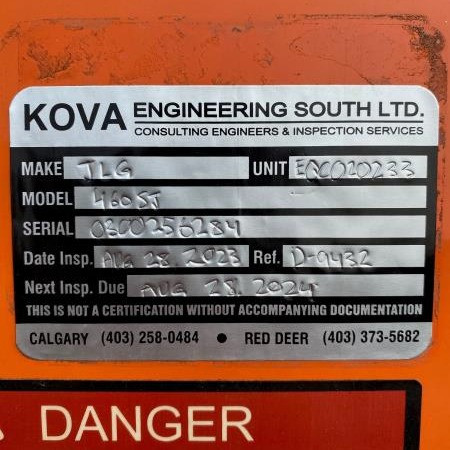 KOVA ENGINEERING SOUTH LTD.
CONSULTING ENGINEERS & INSPECTION SERVICES
MAKE JLG UNIT EQC020233
MODEL 460SJ
SERIAL 0300256284
Date Insp. AUG 28. 2023 Ref. D-9432
Next Insp. Due AUG 28. 2024
THIS IS NOT A CERTIFICATION WITHOUT ACCOMPANYING DOCUMENTATION
CALGARY (403) 258-0484 • RED DEER (403) 373-5682
DANGER